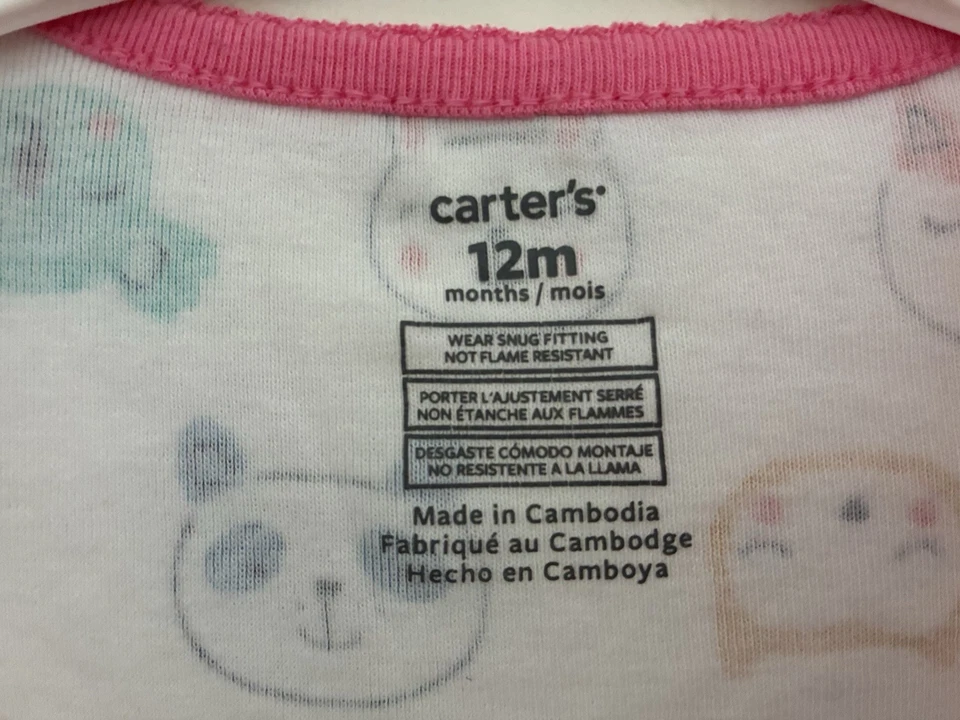 carter's
12m
months / mois
WEAR SNUG FITTING
NOT FLAME RESISTANT
PORTER L'AJUSTEMENT SERRÉ
NON ÉTANCHE AUX FLAMMES
DESGASTE CÓMODO MONTAJE
NO RESISTENTE A LA LLAMA
Made in Cambodia
Fabriqué au Cambodge
Hecho en Camboya